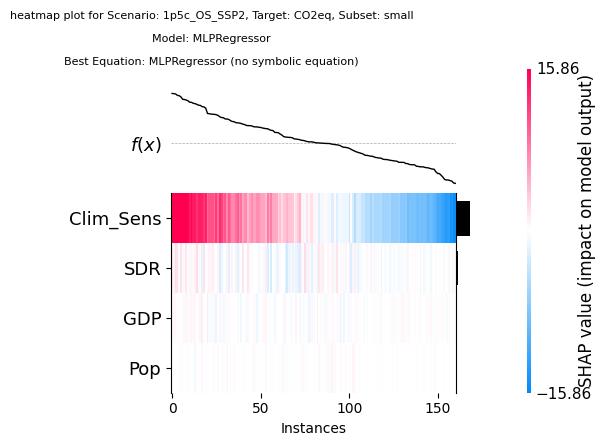 heatmap plot for Scenario: 1p5c_OS_SSP2, Target: CO2eq, Subset: small
Model: MLPRegressor
Best Equation: MLPRegressor (no symbolic equation)
15.86
f(x)
Clim_Sens
SDR
GDP
Pop
−15.86
SHAP value (impact on model output)
0
50
100
150
Instances